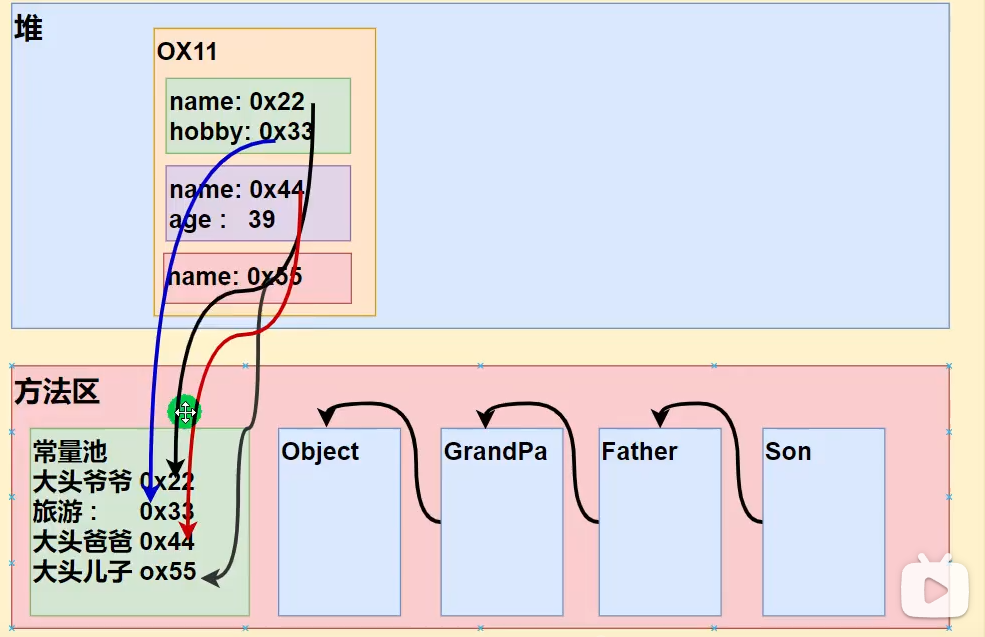 堆
OX11
name: 0x22
hobby: 0x33
name: 0x44
age : 39
name: 0x55
方法区
常量池
大头爷爷 0x22
旅游 : 0x33
大头爸爸 0x44
大头儿子 ox55
Object
GrandPa
Father
Son